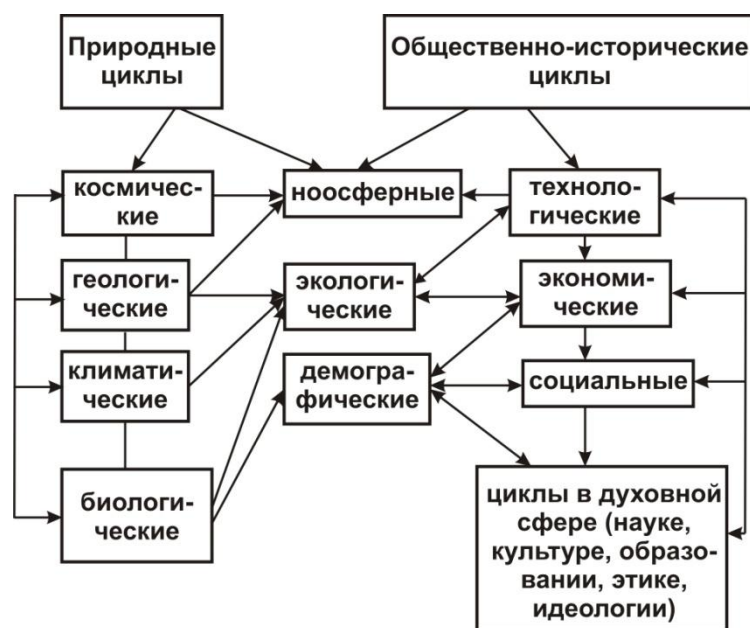 Природные
циклы
Общественно-исторические
циклы
космичес-
кие
ноосферные
техноло-
гические
геологи-
ческие
экологи-
ческие
экономи-
ческие
климати-
ческие
демогра-
фические
социальные
биологи-
ческие
циклы в духовной
сфере (науке,
культуре, образо-
вании, этике,
идеологии)